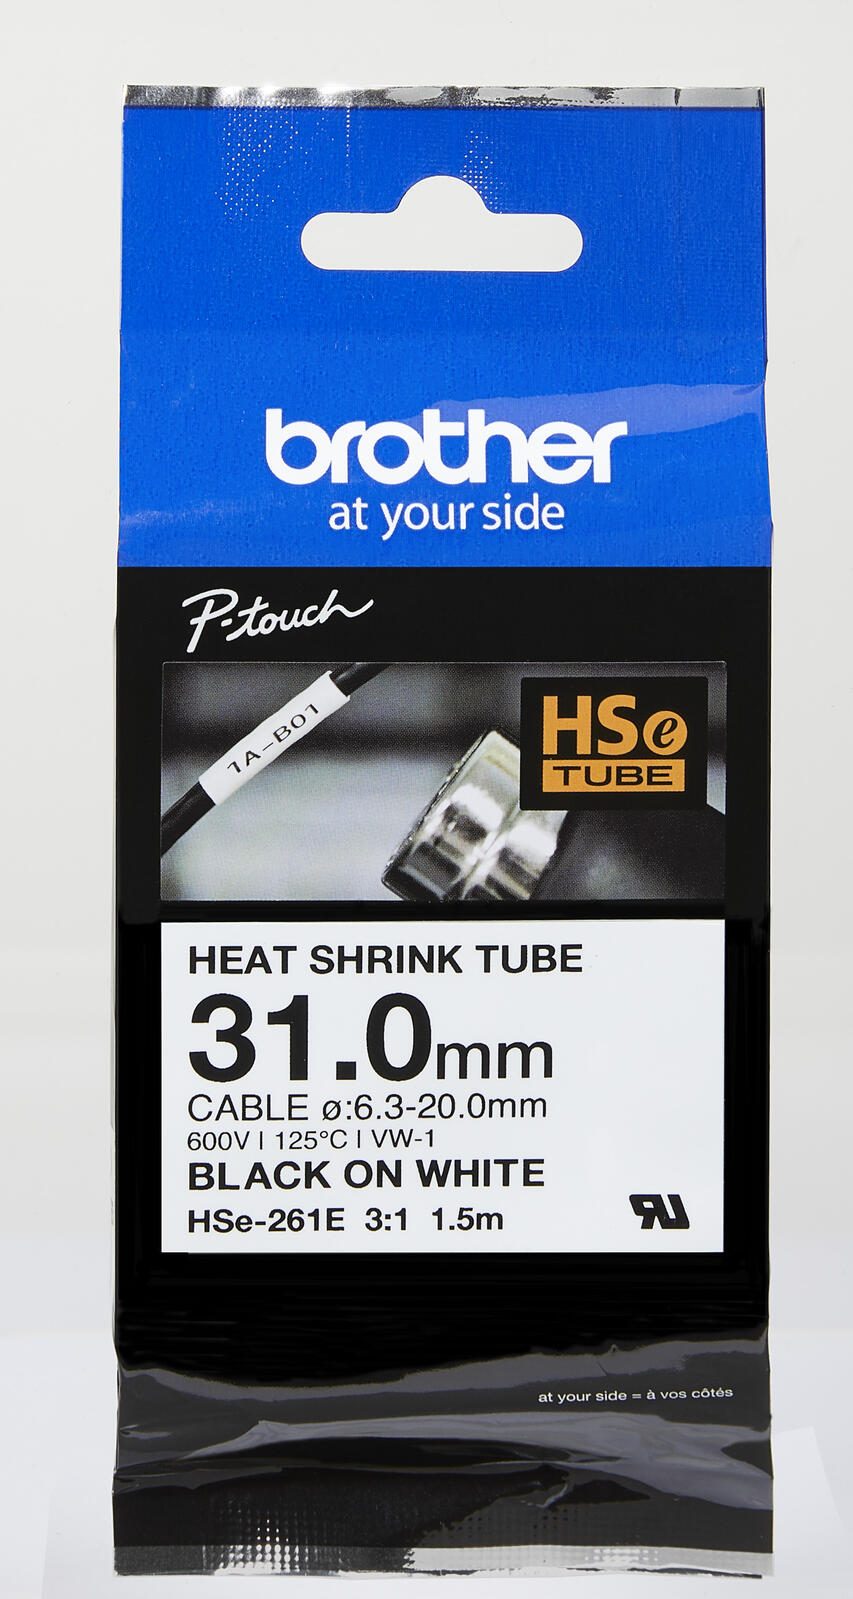 brother
at your side
P-touch
1A-B01
HSe
TUBE
HEAT SHRINK TUBE
31.0mm
CABLE ø:6.3-20.0mm
600V | 125°C | VW-1
BLACK ON WHITE
HSe-261E 3:1 1.5m
RU
at your side = à vos côtés